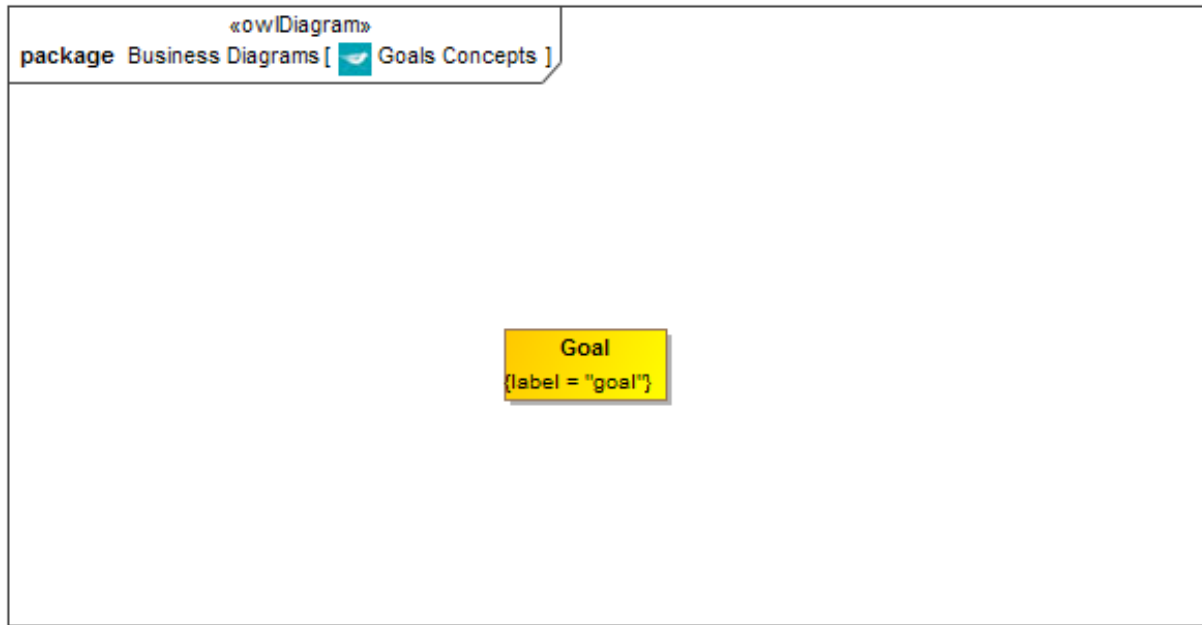 «owlDiagram»
package Business Diagrams [ Goals Concepts ]
Goal
{label = "goal"}